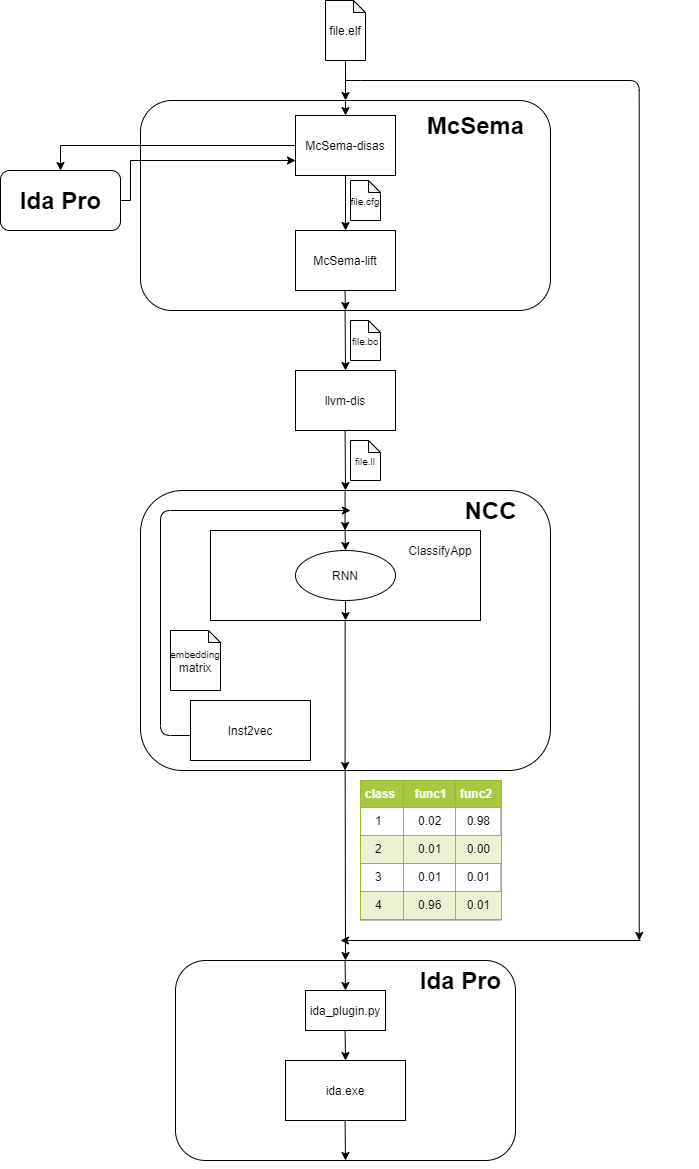 file.elf
McSema
McSema-disas
Ida Pro
file.cfg
McSema-lift
file.bc
llvm-dis
file.ll
NCC
ClassifyApp
RNN
embedding
matrix
Inst2vec
class func1 func2
1 0.02 0.98
2 0.01 0.00
3 0.01 0.01
4 0.96 0.01
Ida Pro
ida_plugin.py
ida.exe